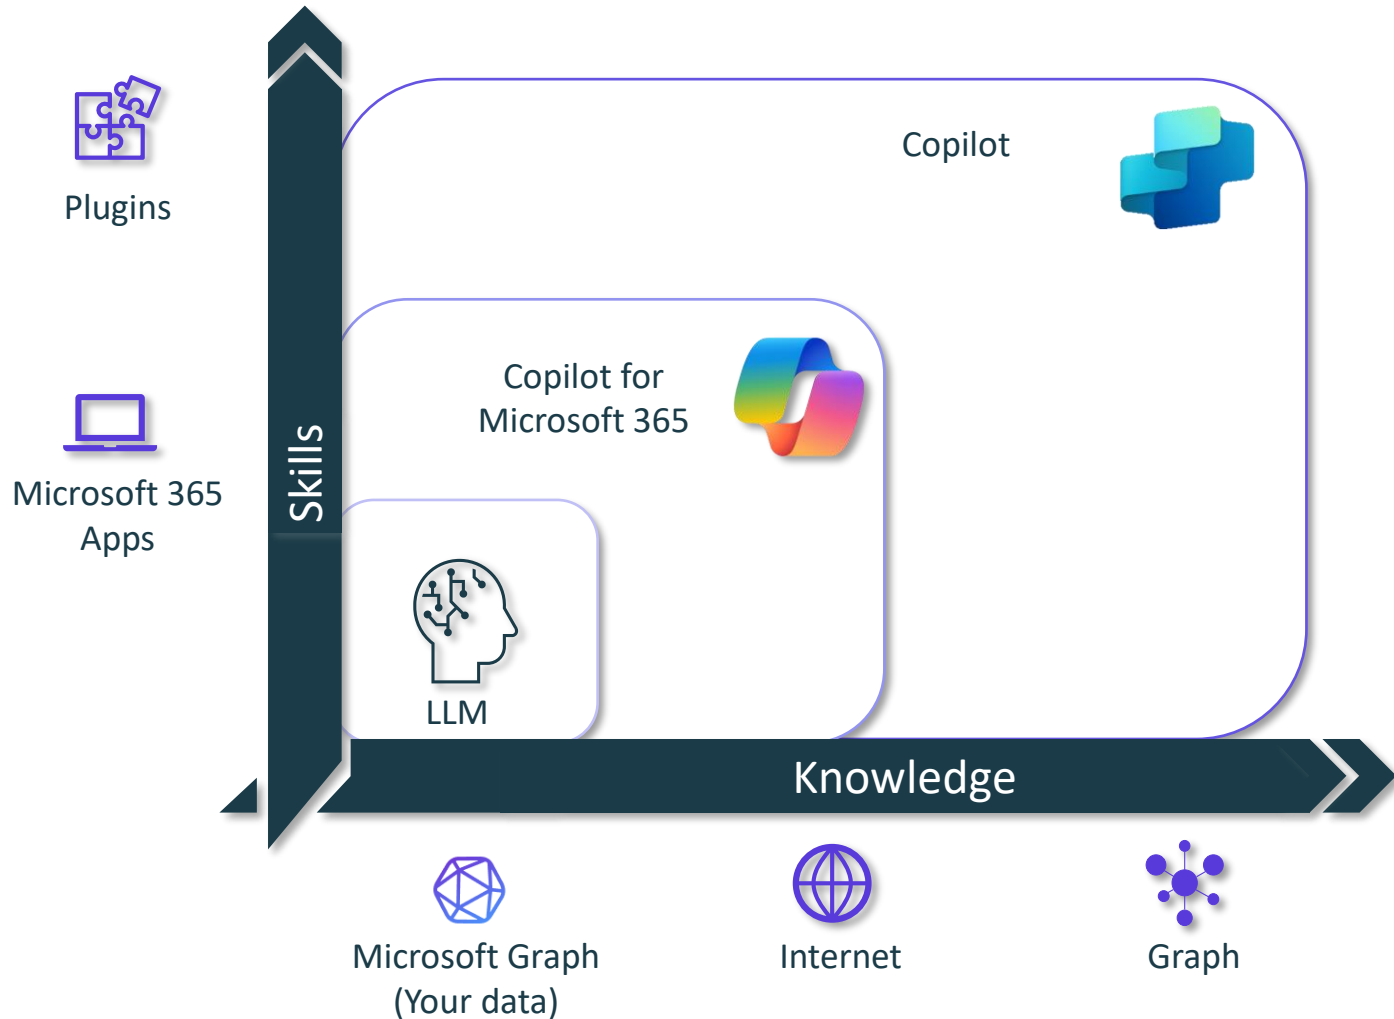 Copilot
Plugins
Copilot for
Microsoft 365
Skills
Microsoft 365
Apps
LLM
Knowledge
Microsoft Graph
(Your data)
Internet
Graph